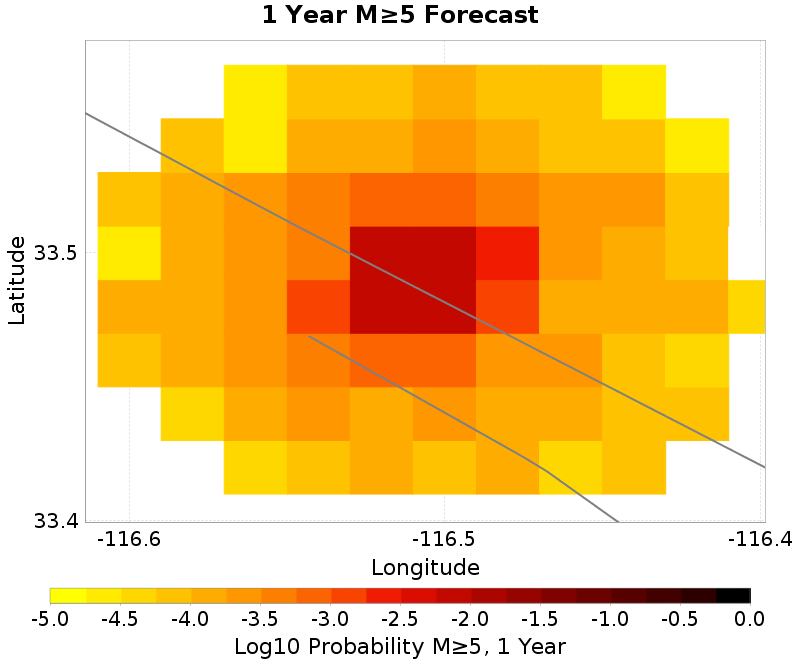 1 Year M≥5 Forecast
Latitude
33.5
33.4
-116.6 -116.5 -116.4
Longitude
-5.0 -4.5 -4.0 -3.5 -3.0 -2.5 -2.0 -1.5 -1.0 -0.5 0.0
Log10 Probability M≥5, 1 Year